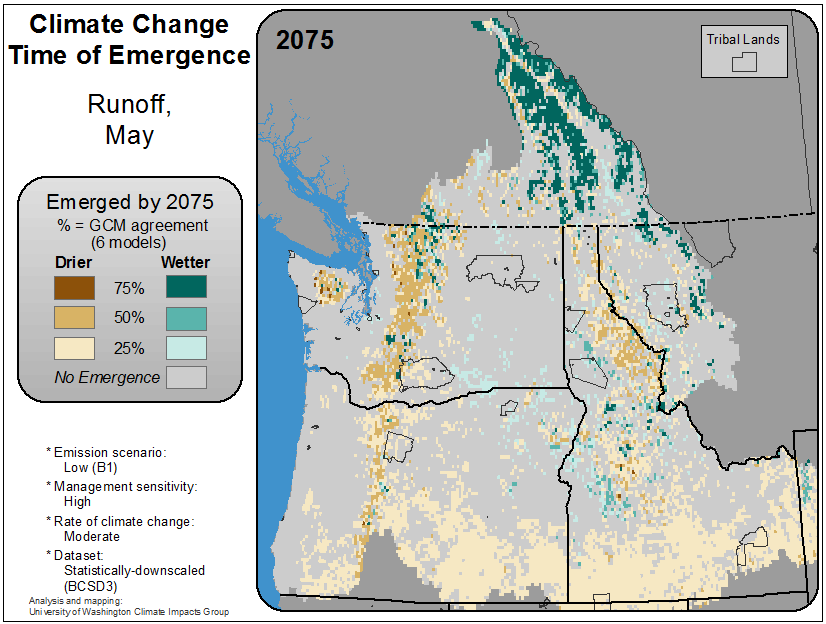 Climate Change
Time of Emergence
Runoff,
May
Emerged by 2075
% = GCM agreement
(6 models)
Drier Wetter
75%
50%
25%
No Emergence
* Emission scenario:
Low (B1)
* Management sensitivity:
High
* Rate of climate change:
Moderate
* Dataset:
Statistically-downscaled
(BCSD3)
Analysis and mapping:
University of Washington Climate Impacts Group
2075
Tribal Lands